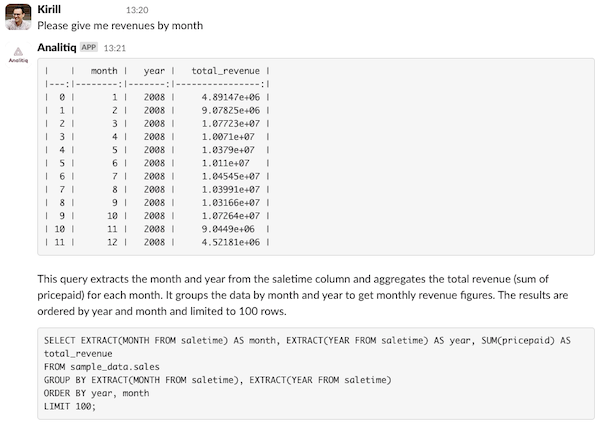 Kirill 13:20
Please give me revenues by month
Analitiq APP 13:21
Analitiq
|    |   month |   year |   total_revenue |
|---:|--------:|-------:|----------------:|
|  0 |       1 |   2008 |     4.89147e+06 |
|  1 |       2 |   2008 |     9.07825e+06 |
|  2 |       3 |   2008 |     1.07723e+07 |
|  3 |       4 |   2008 |     1.0071e+07  |
|  4 |       5 |   2008 |     1.0379e+07  |
|  5 |       6 |   2008 |     1.011e+07   |
|  6 |       7 |   2008 |     1.04545e+07 |
|  7 |       8 |   2008 |     1.03991e+07 |
|  8 |       9 |   2008 |     1.03166e+07 |
|  9 |      10 |   2008 |     1.07264e+07 |
| 10 |      11 |   2008 |     9.0449e+06  |
| 11 |      12 |   2008 |     4.52181e+06 |
This query extracts the month and year from the saletime column and aggregates the total revenue (sum of
pricepaid) for each month. It groups the data by month and year to get monthly revenue figures. The results are
ordered by year and month and limited to 100 rows.
SELECT EXTRACT(MONTH FROM saletime) AS month, EXTRACT(YEAR FROM saletime) AS year, SUM(pricepaid) AS
total_revenue
FROM sample_data.sales
GROUP BY EXTRACT(MONTH FROM saletime), EXTRACT(YEAR FROM saletime)
ORDER BY year, month
LIMIT 100;